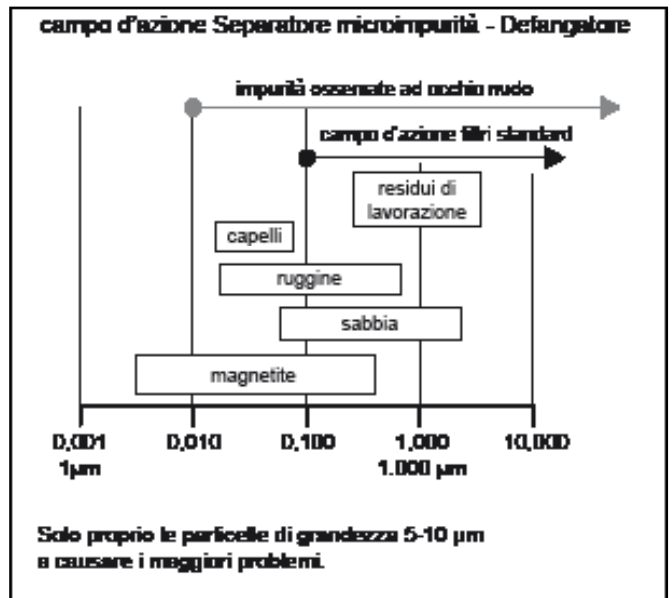 campo d'azione Separatore microimpurità - Defangatore
impurità osservate ad occhio nudo
campo d'azione filtri standard
residui di
lavorazione
capelli
ruggine
sabbia
magnetite
0,001 0,010 0,100 1,000 10,000
1µm 1.000 µm
Solo proprio le particelle di grandezza 5-10 µm
a causare i maggiori problemi.